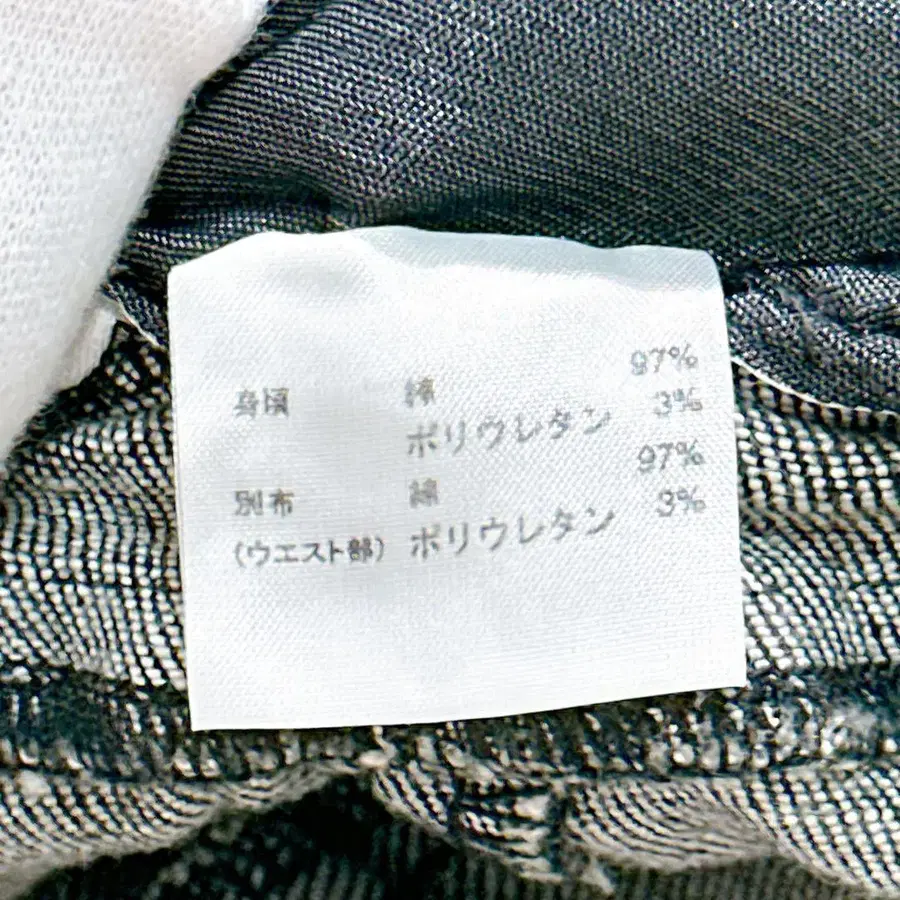 身頃 綿 97%
ポリウレタン 3%
別布 綿 97%
(ウエスト部) ポリウレタン 3%